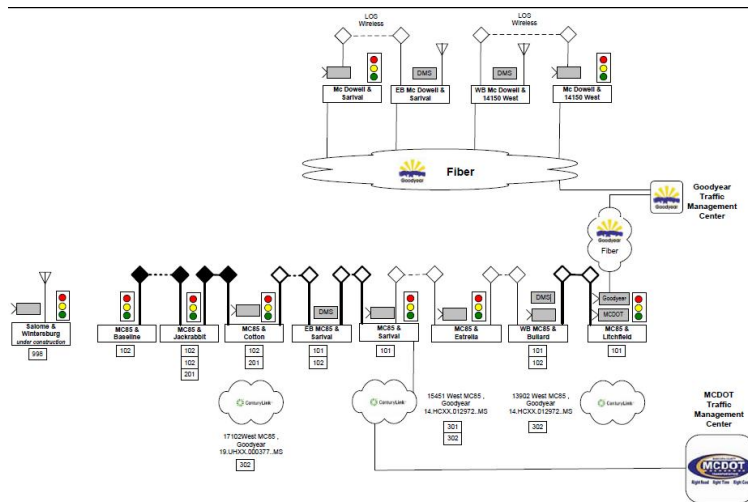 LOS
Wireless
LOS
Wireless
DMS
DMS
Mc Dowell &
Sarival
EB Mc Dowell &
Sarival
WB Mc Dowell &
14150 West
Mc Dowell &
14150 West
Goodyear
Fiber
Goodyear
Goodyear
Traffic
Management
Center
Goodyear
Fiber
DMS
DMS
Goodyear
MCDOT
Salome &
Wintersburg
under construction
998
MC85 &
Baseline
102
MC85 &
Jackrabbit
102
102
201
MC85 &
Cotton
102
201
EB MC85 &
Sarival
101
102
MC85 &
Sarival
101
MC85 &
Estrella
WB MC85 &
Bullard
101
102
MC85 &
Litchfield
101
CenturyLink
17102West MC85 ,
Goodyear
19.UHXX.000377..MS
302
CenturyLink
15451 West MC85 ,
Goodyear
14.HCXX.012972..MS
301
302
13902 West MC85 ,
Goodyear
14.HCXX.012972..MS
302
CenturyLink
MCDOT
Traffic
Management
Center
MCDOT